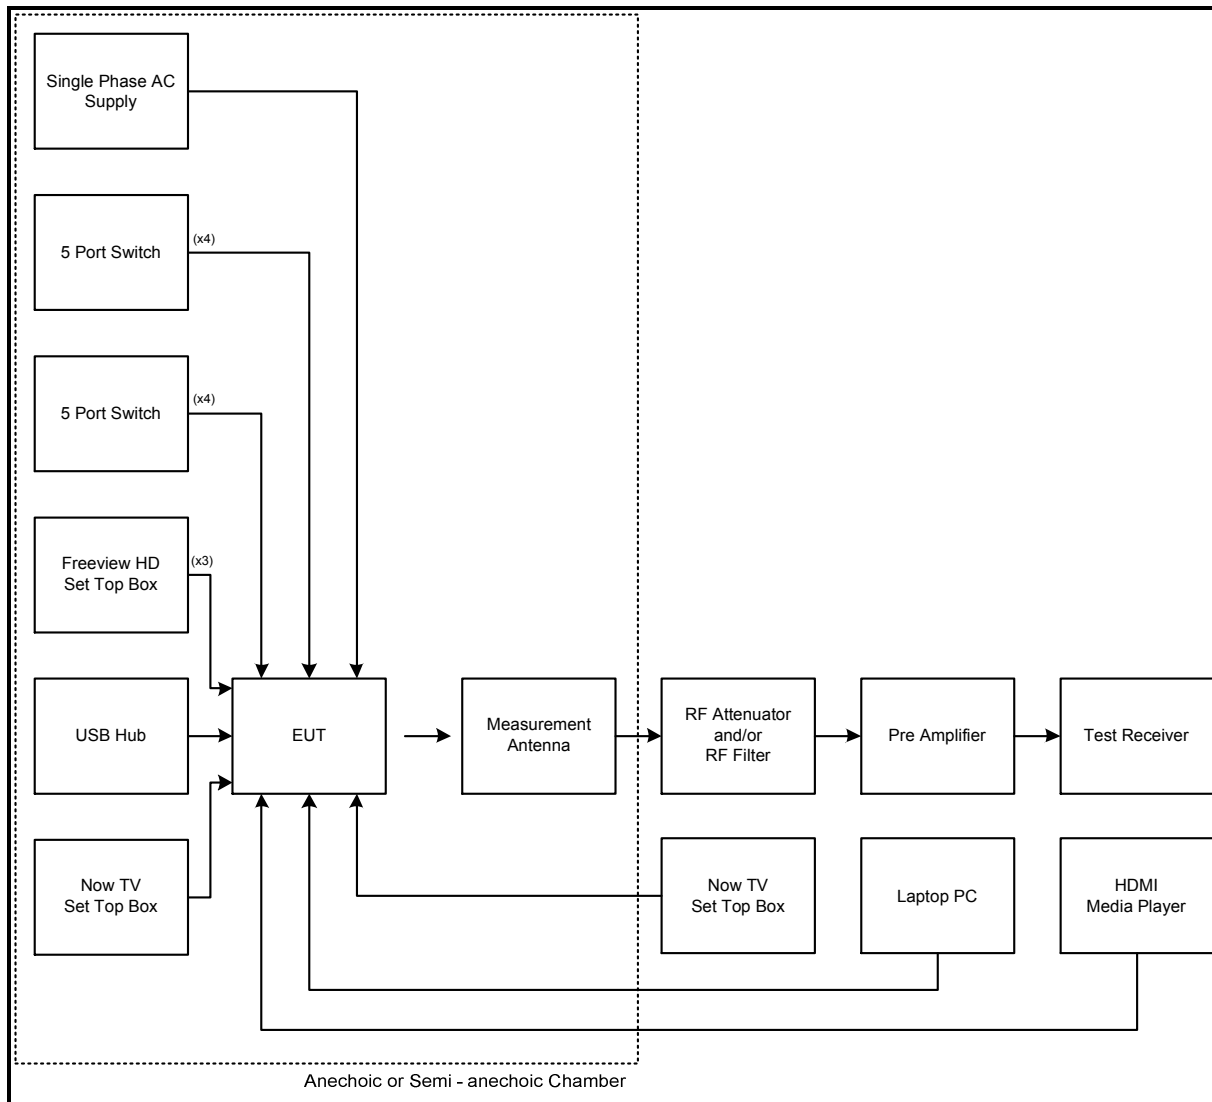 Single Phase AC
Supply
5 Port Switch
(x4)
5 Port Switch
(x4)
Freeview HD
Set Top Box
(x3)
USB Hub
EUT
Measurement
Antenna
RF Attenuator
and/or
RF Filter
Pre Amplifier
Test Receiver
Now TV
Set Top Box
Now TV
Set Top Box
Laptop PC
HDMI
Media Player
Anechoic or Semi - anechoic Chamber